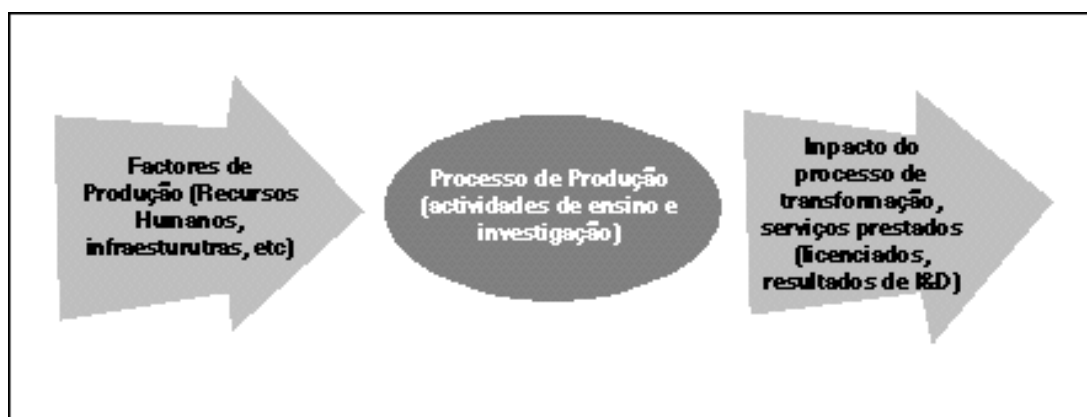 Factores de
Produção (Recursos
Humanos,
infraesturutras, etc)
Processo de Produção
(actividades de ensino e
investigação)
Inpacto do
processo de
transformação,
serviços prestados
(licenciados,
resultados de I&D)